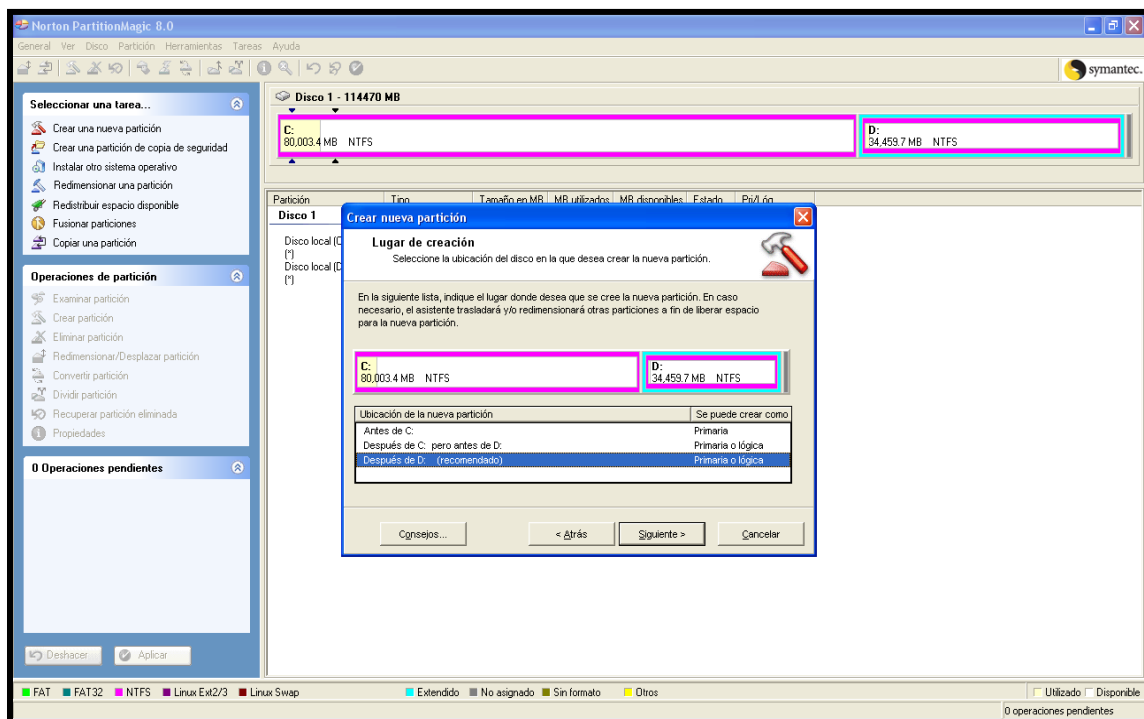 Norton PartitionMagic 8.0
General Ver Disco Partición Herramientas Tareas Ayuda
symantec.
Seleccionar una tarea...
Crear una nueva partición
Crear una partición de copia de seguridad
Instalar otro sistema operativo
Redimensionar una partición
Redistribuir espacio disponible
Fusionar particiones
Copiar una partición
Operaciones de partición
Examinar partición
Crear partición
Eliminar partición
Redimensionar/Desplazar partición
Convertir partición
Dividir partición
Recuperar partición eliminada
Propiedades
0 Operaciones pendientes
Deshacer Aplicar
Disco 1 - 114470 MB
C:
80,003.4 MB NTFS
D:
34,459.7 MB NTFS
Partición Tipo Tamaño en MB MB utilizados MB disponibles Estado Pri/Lóg
Disco 1
Disco local (C
(*)
Disco local (D
(*)
Crear nueva partición
Lugar de creación
Seleccione la ubicación del disco en la que desea crear la nueva partición.
En la siguiente lista, indique el lugar donde desea que se cree la nueva partición. En caso
necesario, el asistente trasladará y/o redimensionará otras particiones a fin de liberar espacio
para la nueva partición.
C:
80,003.4 MB NTFS
D:
34,459.7 MB NTFS
Ubicación de la nueva partición Se puede crear como
Antes de C: Primaria
Después de C: pero antes de D: Primaria o lógica
Después de D: (recomendado) Primaria o lógica
Consejos... < Atrás Siguiente > Cancelar
FAT FAT32 NTFS Linux Ext2/3 Linux Swap Extendido No asignado Sin formato Otros Utilizado Disponible
0 operaciones pendientes